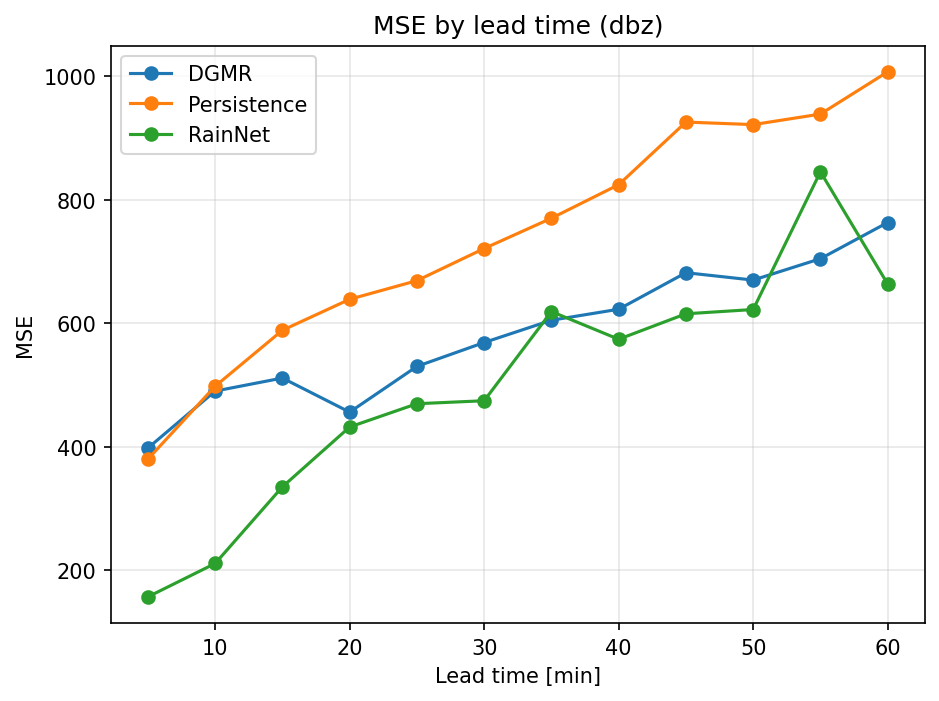 MSE by lead time (dbz)
DGMR
Persistence
RainNet
1000
800
600
400
200
MSE
10 20 30 40 50 60
Lead time [min]